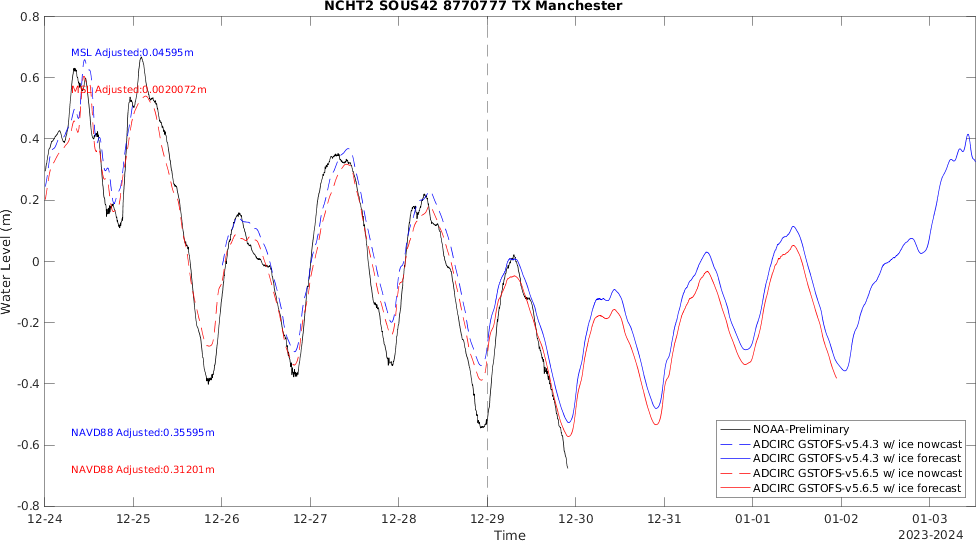 NCHT2 SOUS42 8770777 TX Manchester
0.8
0.6
0.4
0.2
0
-0.2
-0.4
-0.6
-0.8
Water Level (m)
MSL Adjusted:0.04595m
MSL Adjusted:0.0020072m
NAVD88 Adjusted:0.35595m
NAVD88 Adjusted:0.31201m
NOAA-Preliminary
ADCIRC GSTOFS-v5.4.3 w/ ice nowcast
ADCIRC GSTOFS-v5.4.3 w/ ice forecast
ADCIRC GSTOFS-v5.6.5 w/ ice nowcast
ADCIRC GSTOFS-v5.6.5 w/ ice forecast
12-24 12-25 12-26 12-27 12-28 12-29 12-30 12-31 01-01 01-02 01-03
Time
2023-2024